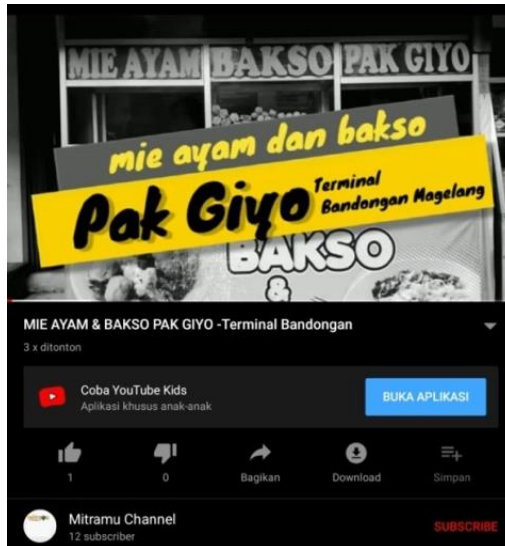 MIE AYAM BAKSO PAK GIYO
mie ayam dan bakso
Pak Giyo Terminal
Bandongan Magelang
BAKSO
&
MIE AYAM & BAKSO PAK GIYO -Terminal Bandongan
3 x ditonton
Coba YouTube Kids
Aplikasi khusus anak-anak
BUKA APLIKASI
1
0
Bagikan
Download
Simpan
Mitramu Channel
12 subscriber
SUBSCRIBE